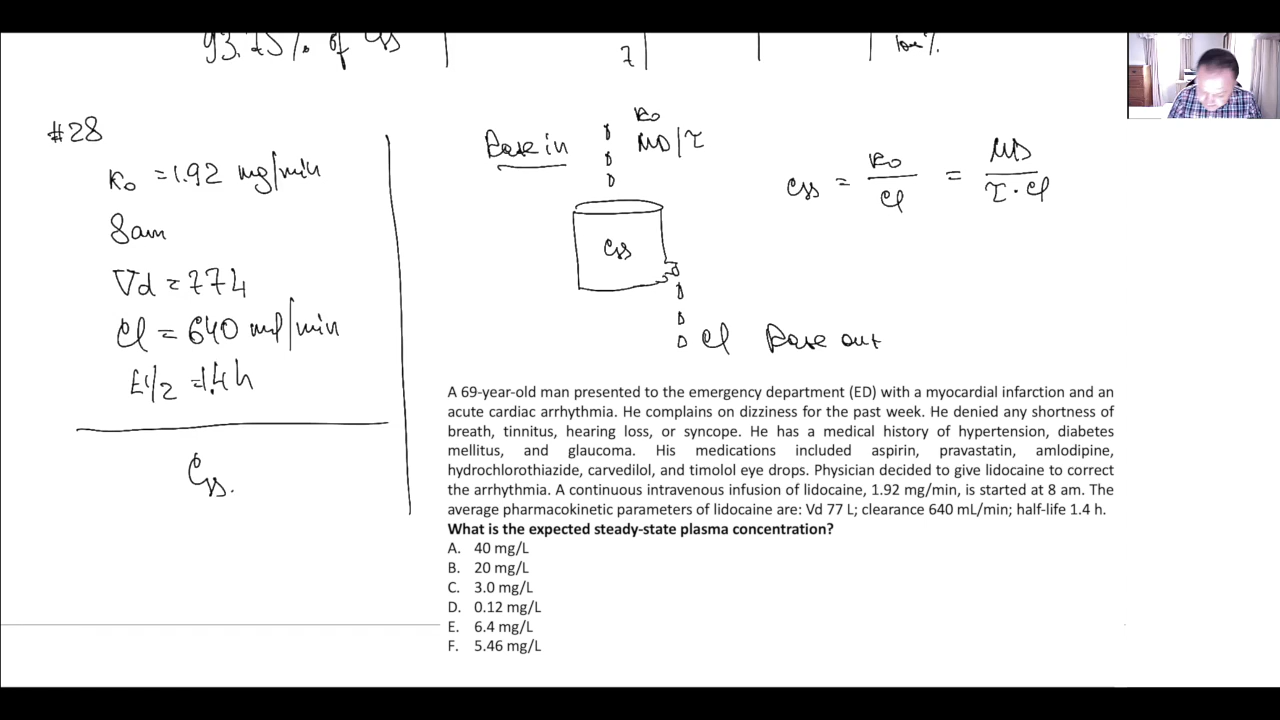 93.75% of Css
7
100%
#28
K₀ = 1.92 mg/min
8am
Vd = 77L
Cl = 640 ml/min
t1/2 = 1.4h
Css.
Dose in
K₀
MD/τ
Css
Cl Dose out
Css = K₀/Cl = MD/τ·Cl
A 69-year-old man presented to the emergency department (ED) with a myocardial infarction and an
acute cardiac arrhythmia. He complains on dizziness for the past week. He denied any shortness of
breath, tinnitus, hearing loss, or syncope. He has a medical history of hypertension, diabetes
mellitus, and glaucoma. His medications included aspirin, pravastatin, amlodipine,
hydrochlorothiazide, carvedilol, and timolol eye drops. Physician decided to give lidocaine to correct
the arrhythmia. A continuous intravenous infusion of lidocaine, 1.92 mg/min, is started at 8 am. The
average pharmacokinetic parameters of lidocaine are: Vd 77 L; clearance 640 mL/min; half-life 1.4 h.
What is the expected steady-state plasma concentration?
A. 40 mg/L
B. 20 mg/L
C. 3.0 mg/L
D. 0.12 mg/L
E. 6.4 mg/L
F. 5.46 mg/L